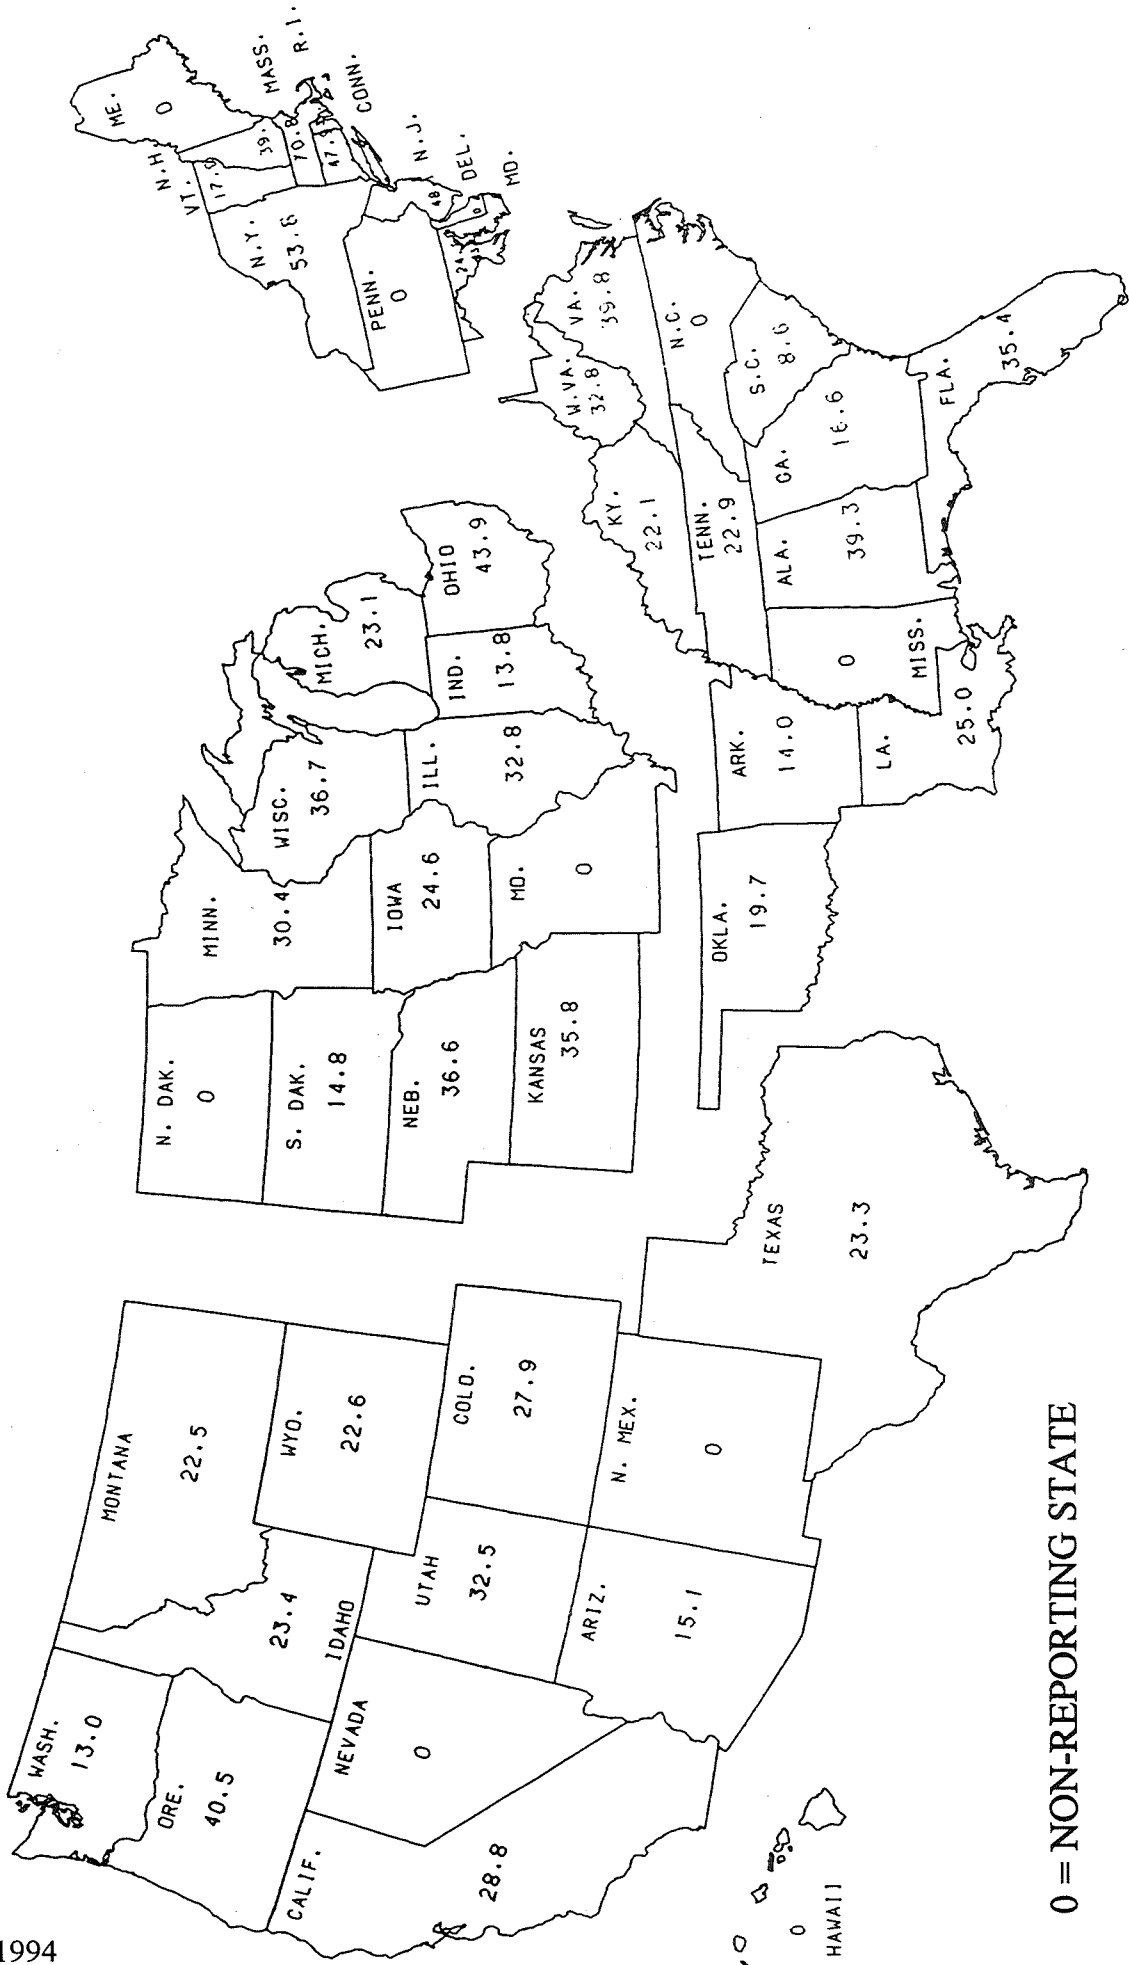 1994
WASH.
13.0
ORE.
40.5
CALIF.
28.8
NEVADA
0
IDAHO
23.4
MONTANA
22.5
WYO.
22.6
UTAH
32.5
COLO.
27.9
ARIZ.
15.1
N. MEX.
0
HAWAII
0
N. DAK.
0
S. DAK.
14.8
NEB.
36.6
KANSAS
35.8
MINN.
30.4
IOWA
24.6
MO.
0
WISC.
36.7
ILL.
32.8
MICH.
23.1
IND.
13.8
OHIO
43.9
TEXAS
23.3
OKLA.
19.7
ARK.
14.0
LA.
25.0
MISS.
0
ALA.
39.3
TENN.
22.9
KY.
22.1
GA.
16.6
FLA.
35.4
S.C.
8.6
N.C.
0
VA.
39.8
W.VA.
32.8
ME.
0
N.H.
39.
VT.
17.
MASS.
70.8
R.I.
CONN.
47.
N.Y.
53.
PENN.
0
N.J.
48
DEL.
0
MD.
24.
0 = NON-REPORTING STATE